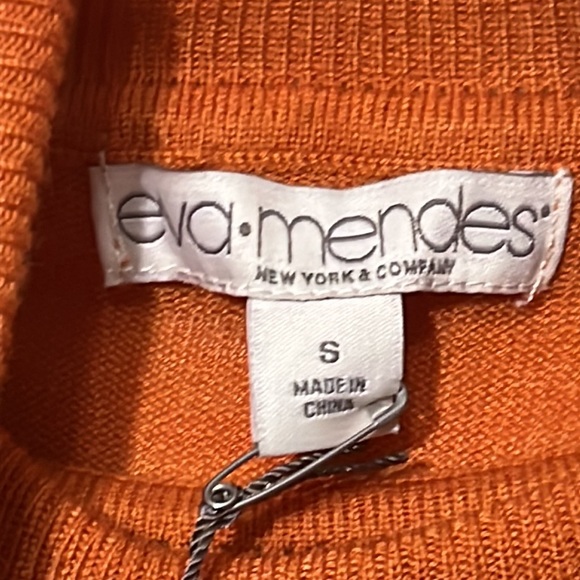 eva•mendes•
NEW YORK & COMPANY
S
MADE IN
CHINA